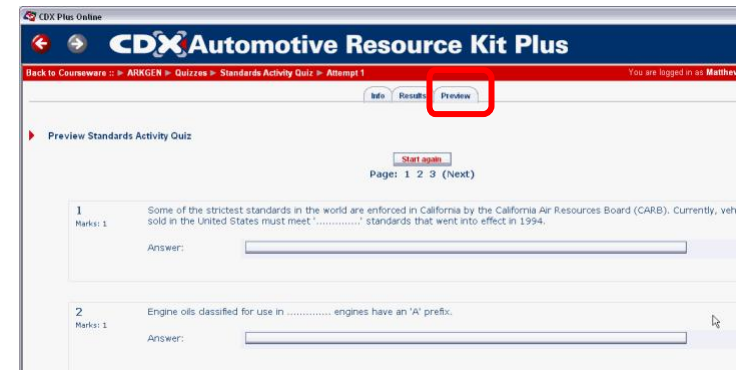 CDX Plus Online
CDX Automotive Resource Kit Plus
Back to Courseware :: ► ARKGEN ► Quizzes ► Standards Activity Quiz ► Attempt 1 You are logged in as Matthew
Info Results Preview
Preview Standards Activity Quiz
Start again
Page: 1 2 3 (Next)
1 Some of the strictest standards in the world are enforced in California by the California Air Resources Board (CARB). Currently, veh
Marks: 1 sold in the United States must meet '..............' standards that went into effect in 1994.
Answer:
2 Engine oils classified for use in .............. engines have an 'A' prefix.
Marks: 1
Answer: